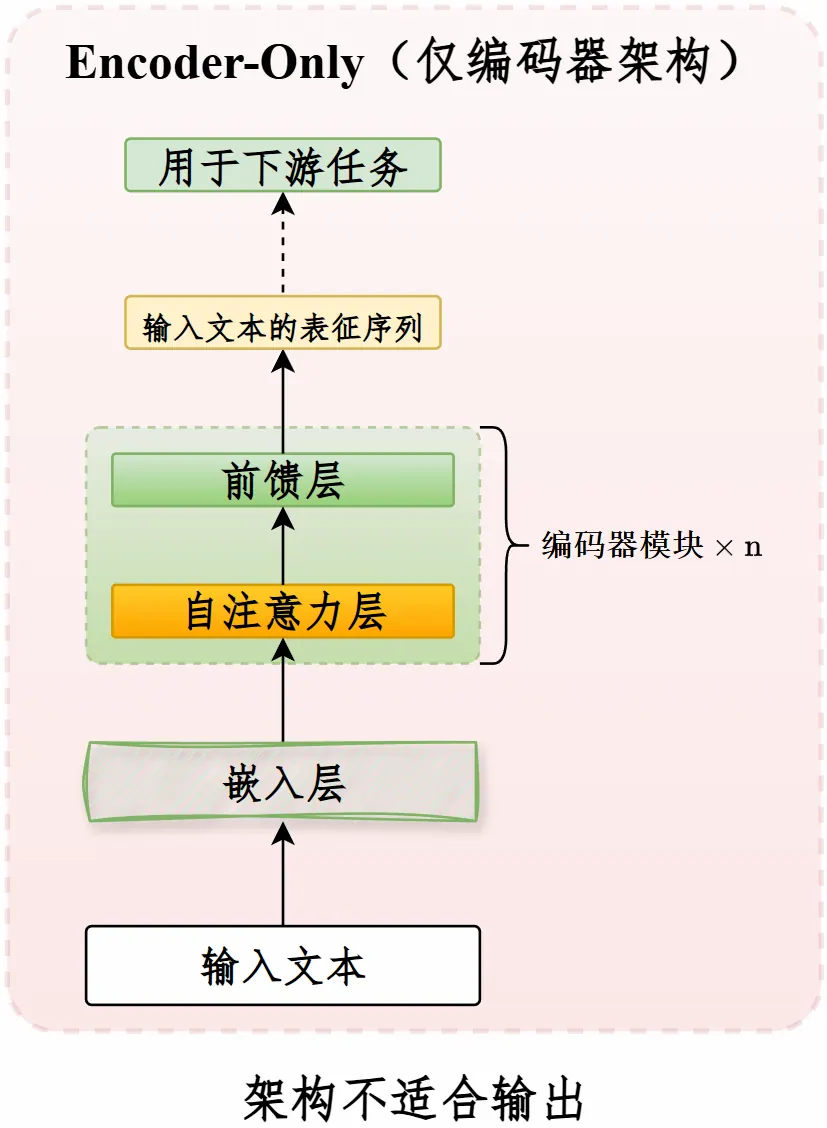 Encoder-Only（仅编码器架构）
用于下游任务
输入文本的表征序列
前馈层
编码器模块 × n
自注意力层
嵌入层
输入文本
架构不适合输出